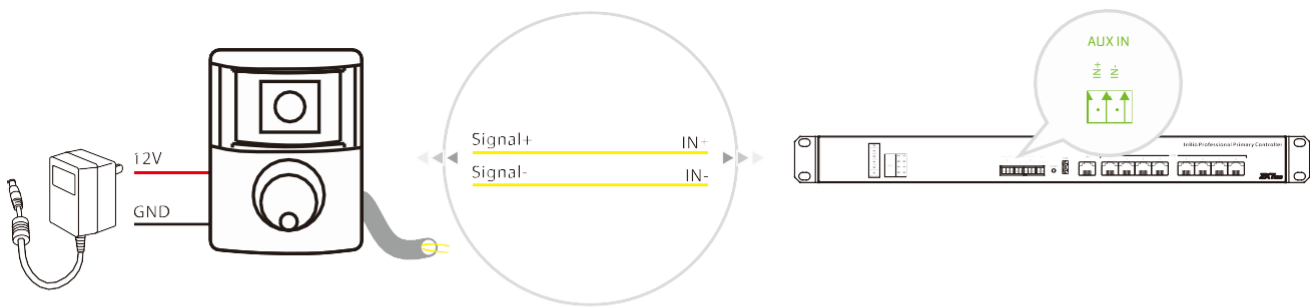 AUX IN
IN+ IN-
InBio Professional Primary Controller
12V
GND
Signal+ IN+
Signal- IN-